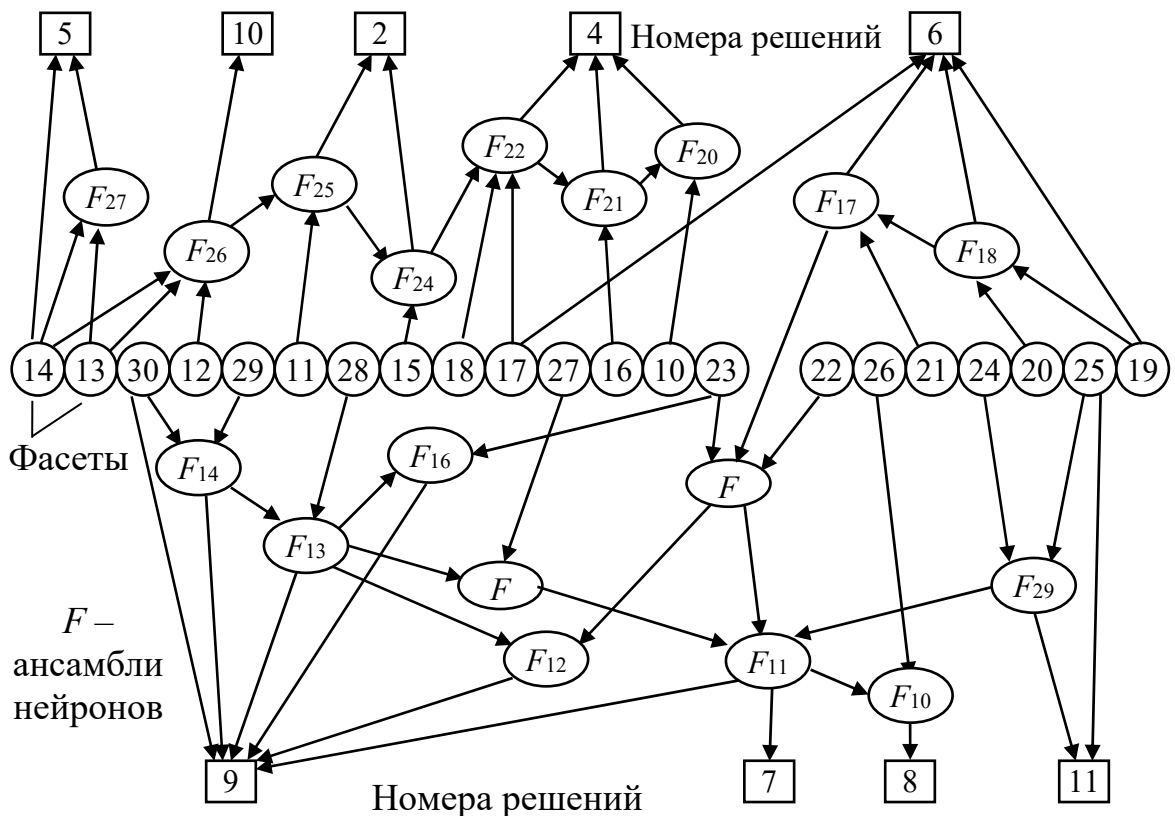 5 10 2 4 Номера решений 6
F22 F20
F25 F21
F27 F17
F26 F18
F24
14 13 30 12 29 11 28 15 18 17 27 16 10 23 22 26 21 24 20 25 19
Фасеты
F14 F16 F
F13 F F29
F –
ансамбли
нейронов
F12 F11 F10
9 7 8 11
Номера решений